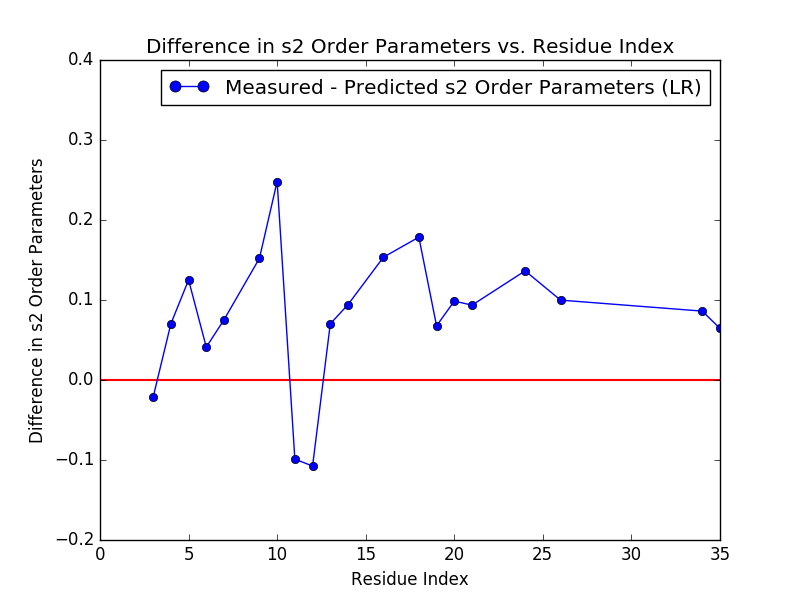 Difference in s2 Order Parameters vs. Residue Index
Measured - Predicted s2 Order Parameters (LR)
Difference in s2 Order Parameters
0.4
0.3
0.2
0.1
0.0
−0.1
−0.2
0 5 10 15 20 25 30 35
Residue Index